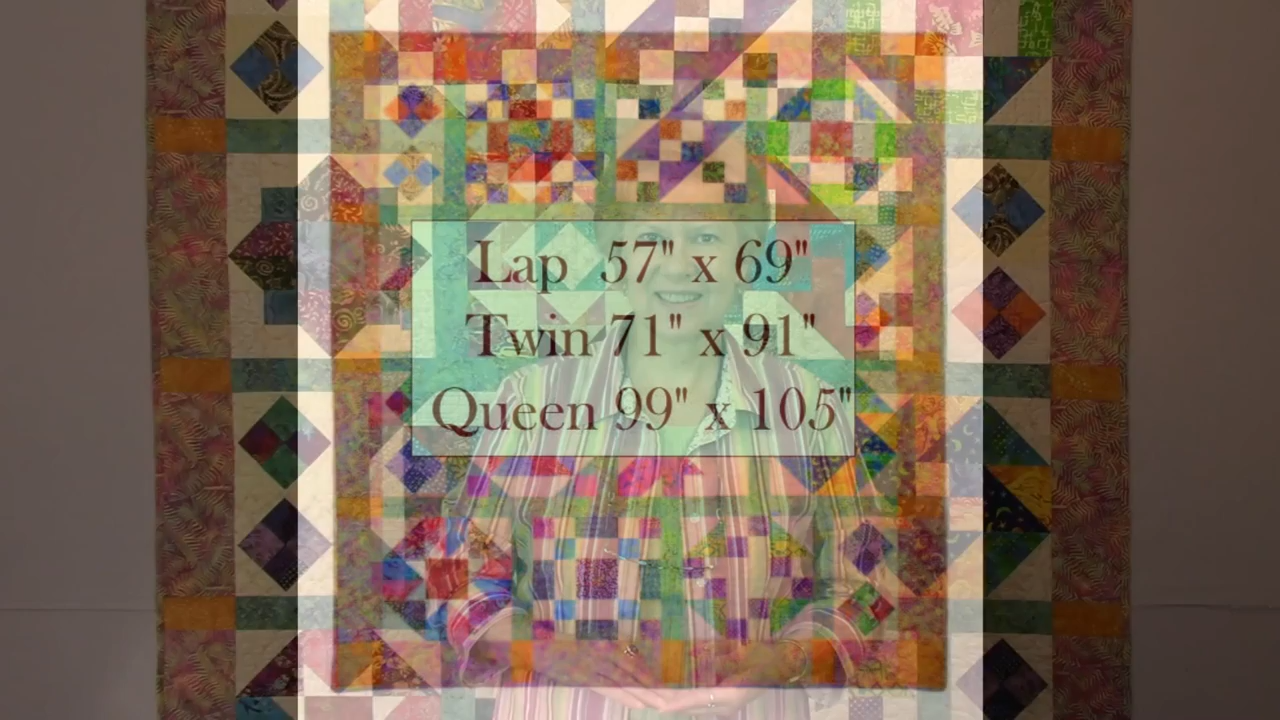 Lap 57" x 69"
Twin 71" x 91"
Queen 99" x 105"